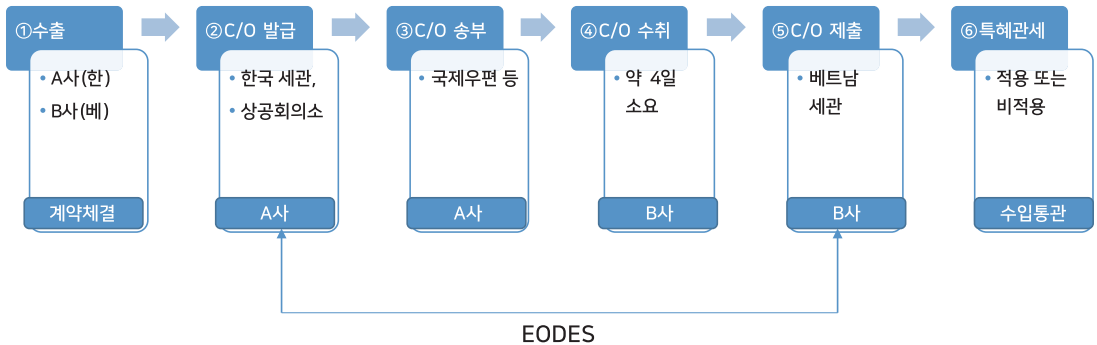 ①수출
• A사(한)
• B사(베)
계약체결
②C/O 발급
• 한국 세관,
• 상공회의소
A사
③C/O 송부
• 국제우편 등
A사
④C/O 수취
• 약 4일
소요
B사
⑤C/O 제출
• 베트남
세관
B사
⑥특혜관세
• 적용 또는
비적용
수입통관
EODES